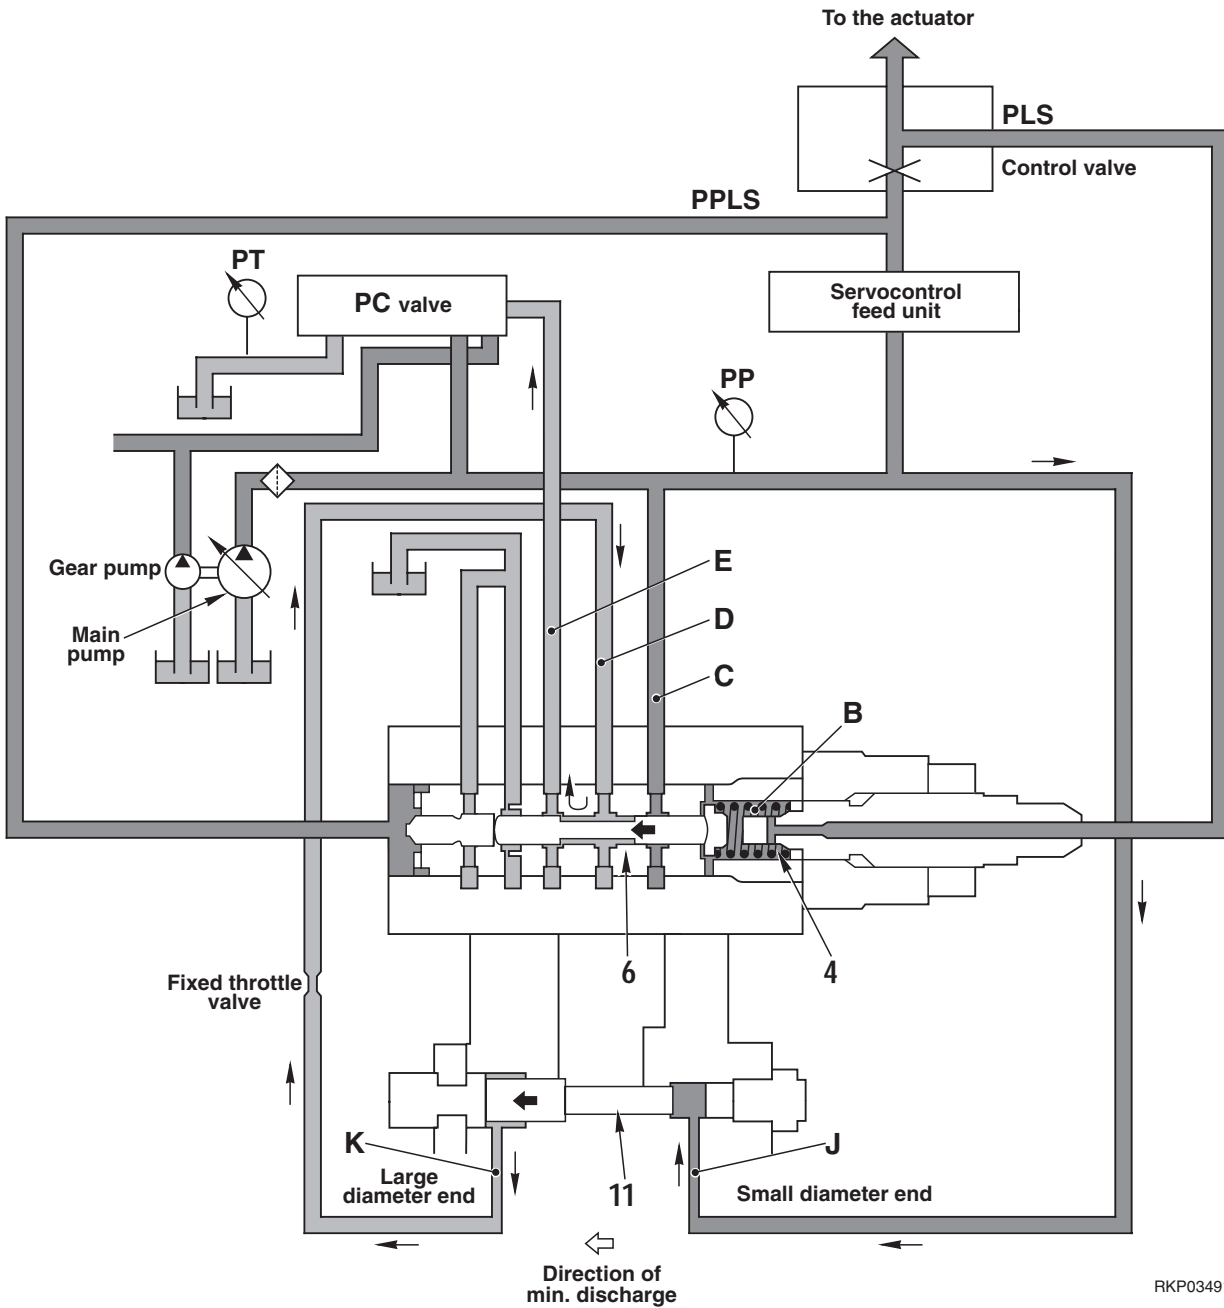 To the actuator
PLS
Control valve
PPLS
PT
PC valve
Servocontrol
feed unit
PP
Gear pump
Main
pump
E
D
C
B
6
4
Fixed throttle
valve
K
J
Large
diameter end
11
Small diameter end
Direction of
min. discharge
RKP0349